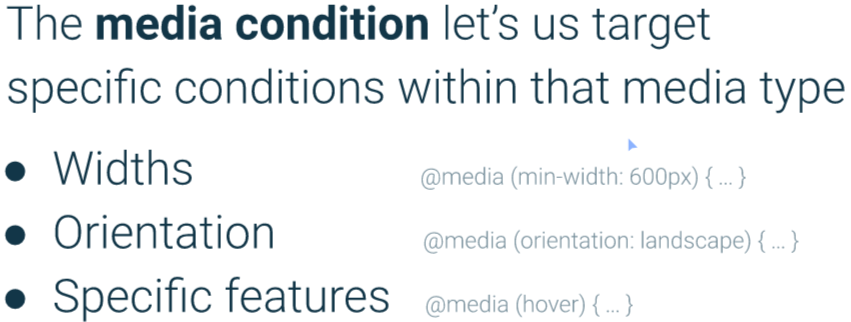 The media condition let's us target
specific conditions within that media type
● Widths @media (min-width: 600px) { ... }
● Orientation @media (orientation: landscape) { ... }
● Specific features @media (hover) { ... }